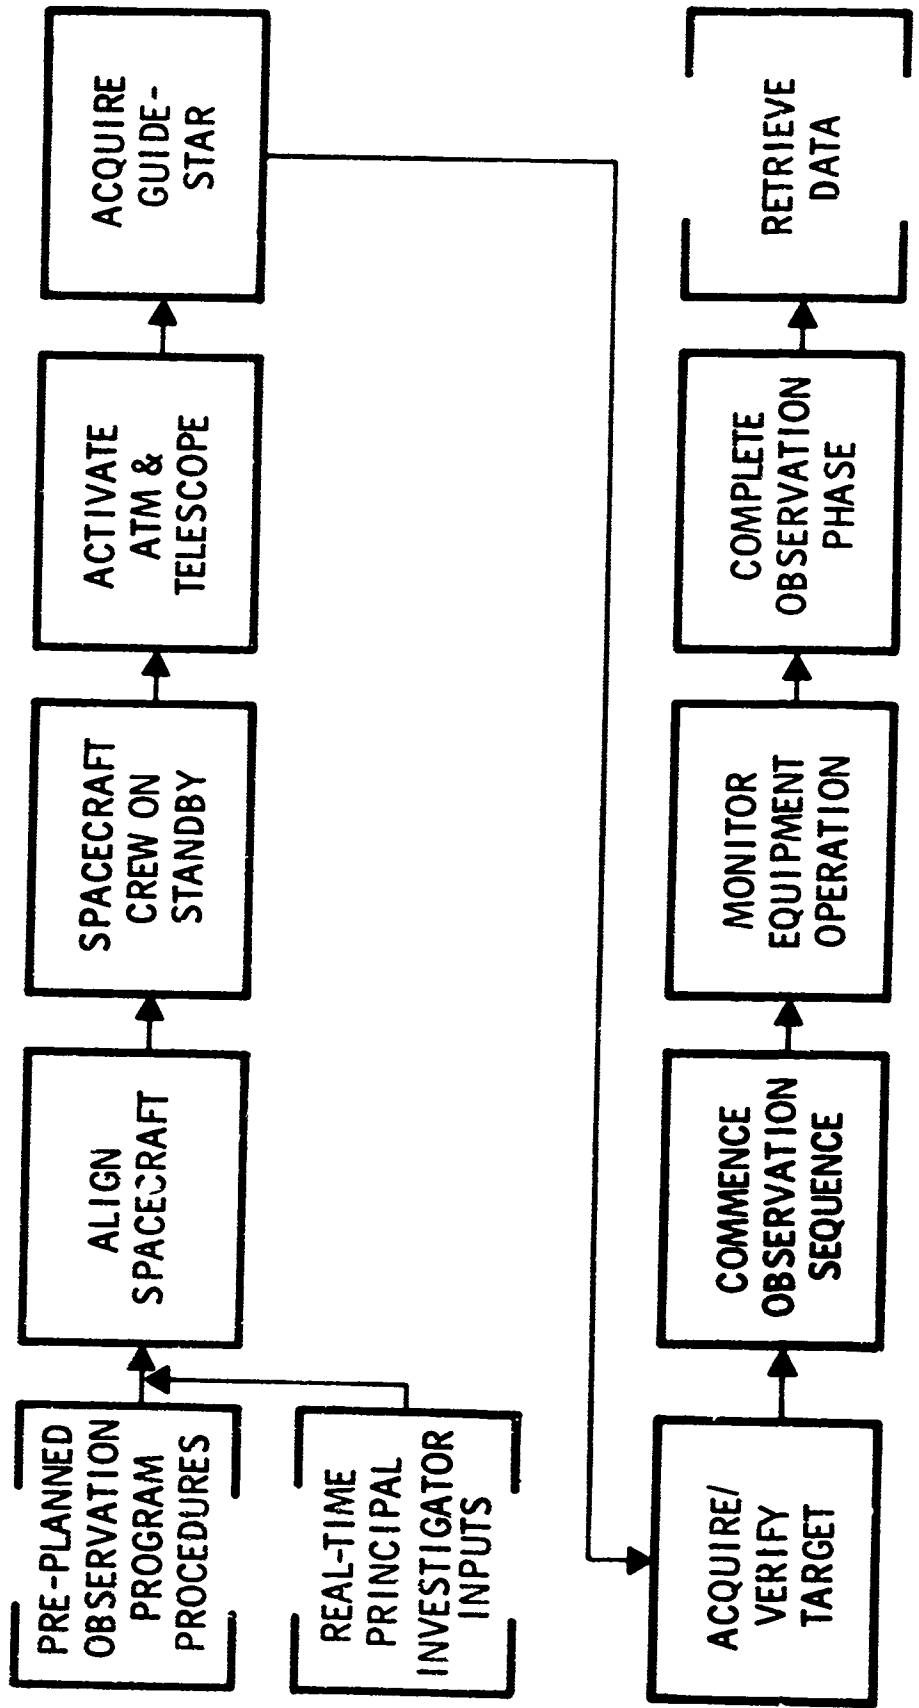 PRE-PLANNED
OBSERVATION
PROGRAM
PROCEDURES
REAL-TIME
PRINCIPAL
INVESTIGATOR
INPUTS
ALIGN
SPACECRAFT
SPACECRAFT
CREW ON
STANDBY
ACTIVATE
ATM &
TELESCOPE
ACQUIRE
GUIDE-
STAR
ACQUIRE/
VERIFY
TARGET
COMMENCE
OBSERVATION
SEQUENCE
MONITOR
EQUIPMENT
OPERATION
COMPLETE
OBSERVATION
PHASE
RETRIEVE
DATA